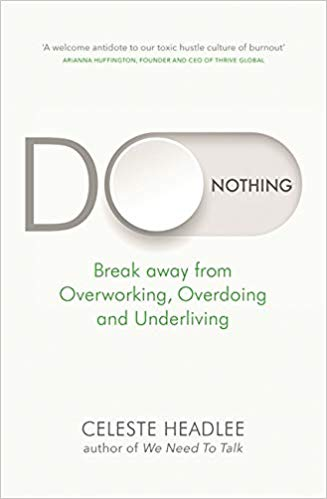 'A welcome antidote to our toxic hustle culture of burnout'
ARIANNA HUFFINGTON, FOUNDER AND CEO OF THRIVE GLOBAL
DO NOTHING
Break away from
Overworking, Overdoing
and Underliving
CELESTE HEADLEE
author of We Need To Talk